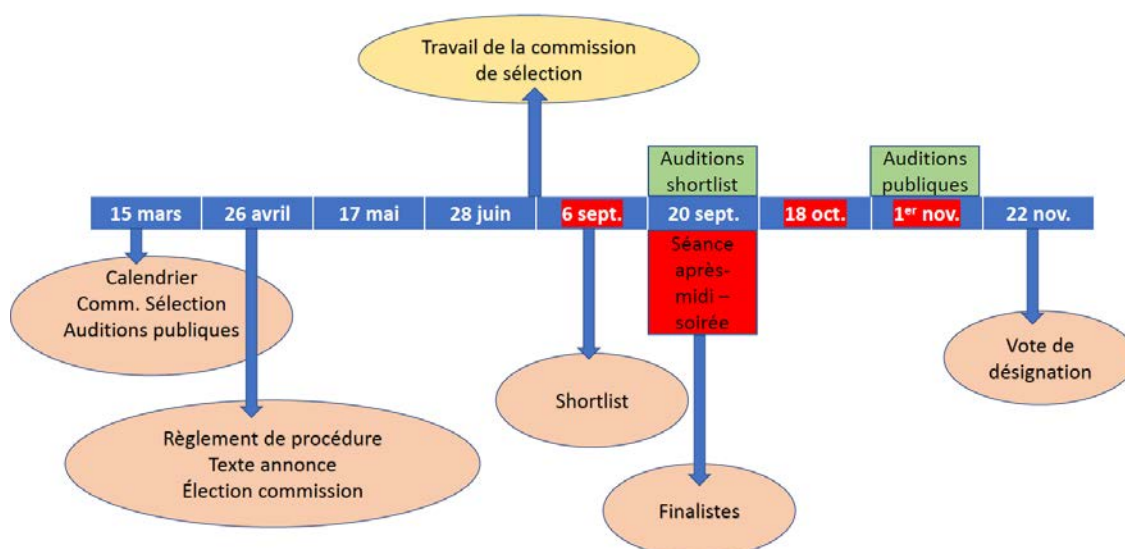 Travail de la commission
de sélection
Auditions
shortlist
Auditions
publiques
15 mars
26 avril
17 mai
28 juin
6 sept.
20 sept.
18 oct.
1er nov.
22 nov.
Calendrier
Comm. Sélection
Auditions publiques
Séance
après-
midi –
soirée
Vote de
désignation
Shortlist
Règlement de procédure
Texte annonce
Élection commission
Finalistes